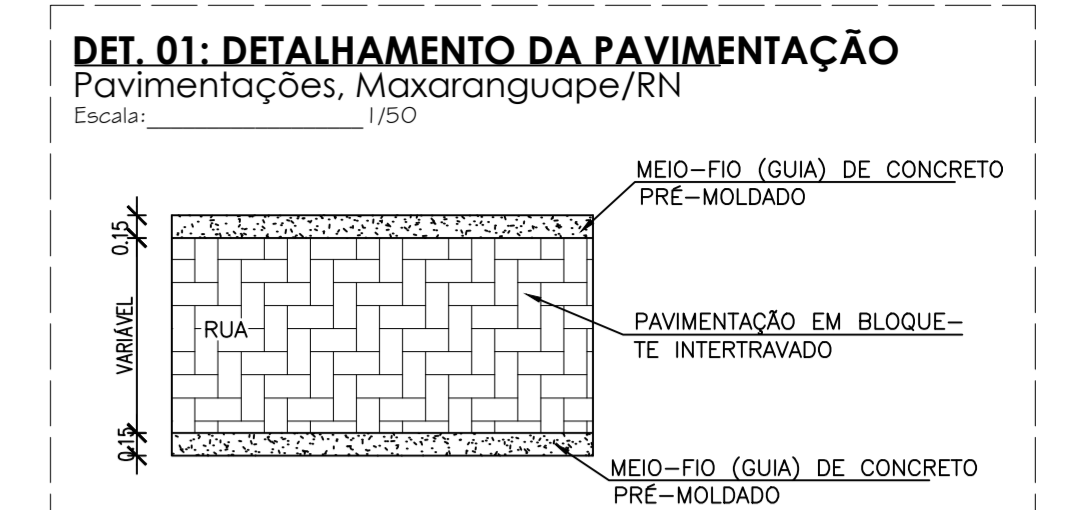 DET. 01: DETALHAMENTO DA PAVIMENTAÇÃO
Pavimentações, Maxaranguape/RN
Escala:____________________1/50
MEIO-FIO (GUIA) DE CONCRETO
PRÉ-MOLDADO
0.15
VARIÁVEL
RUA
PAVIMENTAÇÃO EM BLOQUE-
TE INTERTRAVADO
0.15
MEIO-FIO (GUIA) DE CONCRETO
PRÉ-MOLDADO